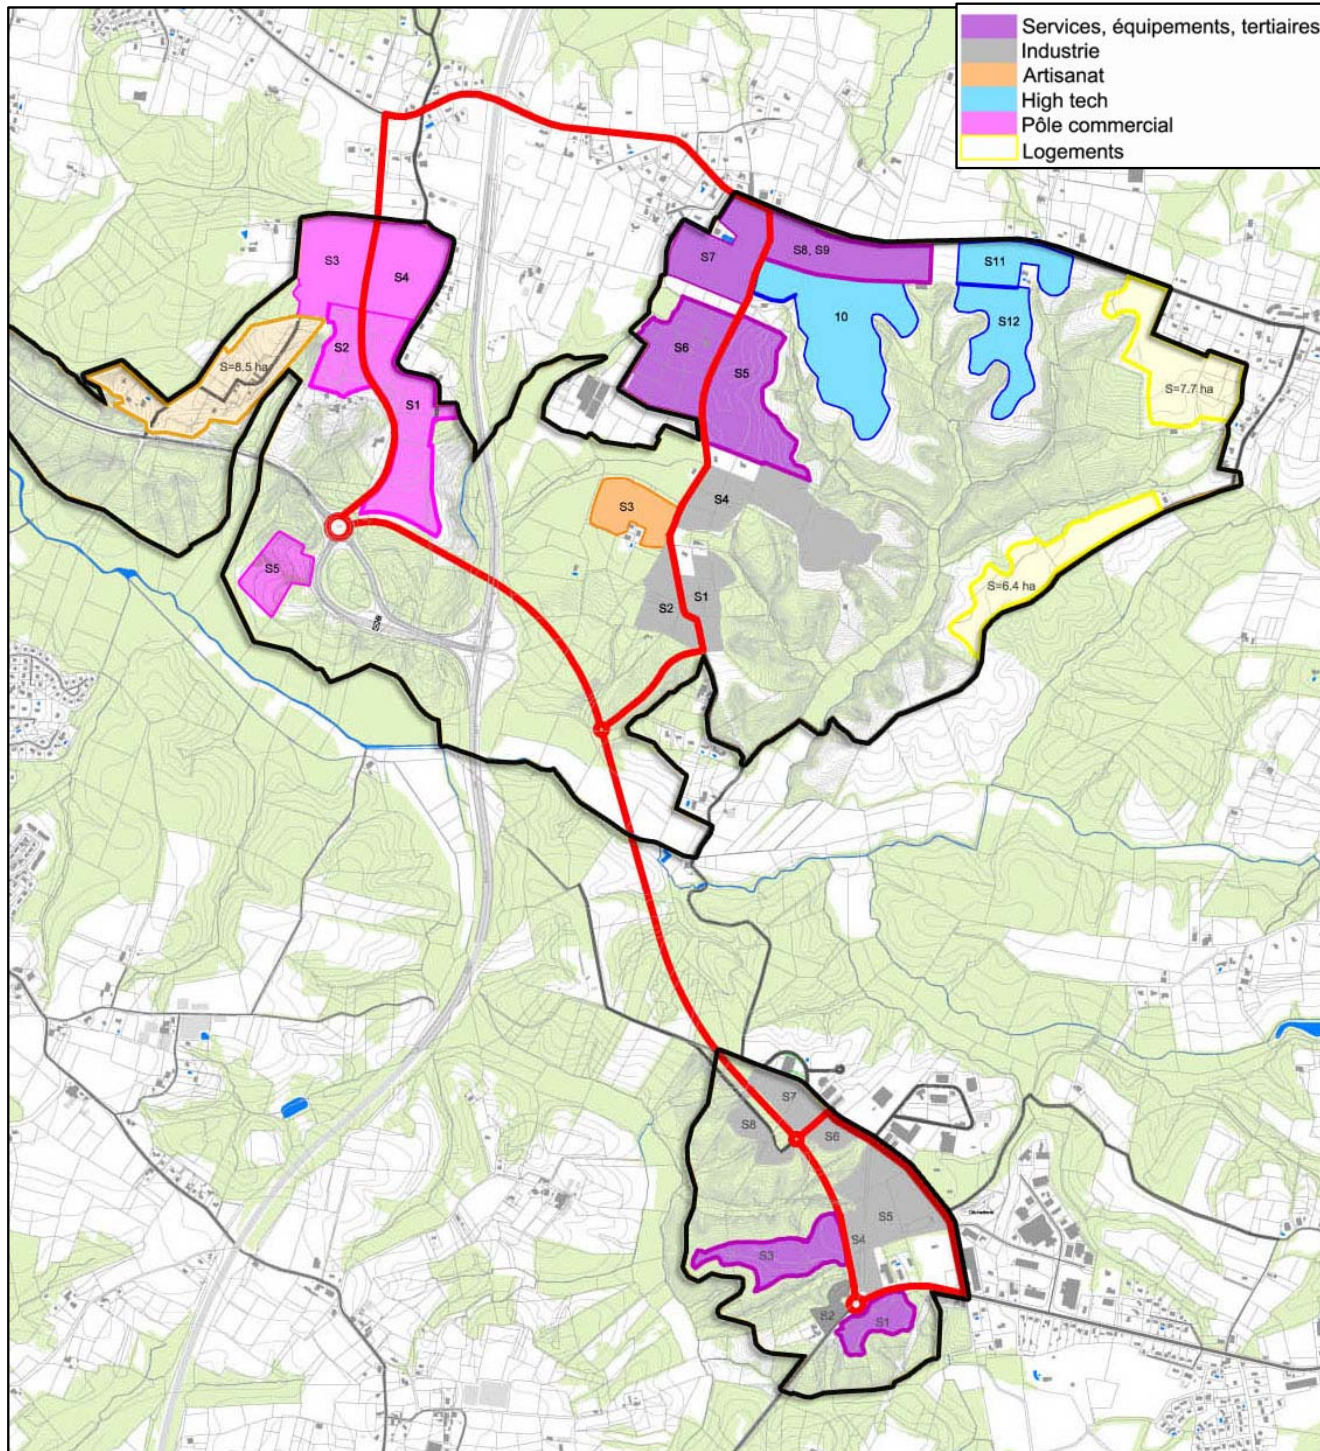 Services, équipements, tertiaires
Industrie
Artisanat
High tech
Pôle commercial
Logements
S3
S4
S2
S=8.5 ha
S1
S5
S7
S8, S9
S11
10
S12
S6
S5
S=7.7 ha
S4
S3
S=6.4 ha
S2
S1
S7
S8
S6
S5
S4
S3
S2
S1